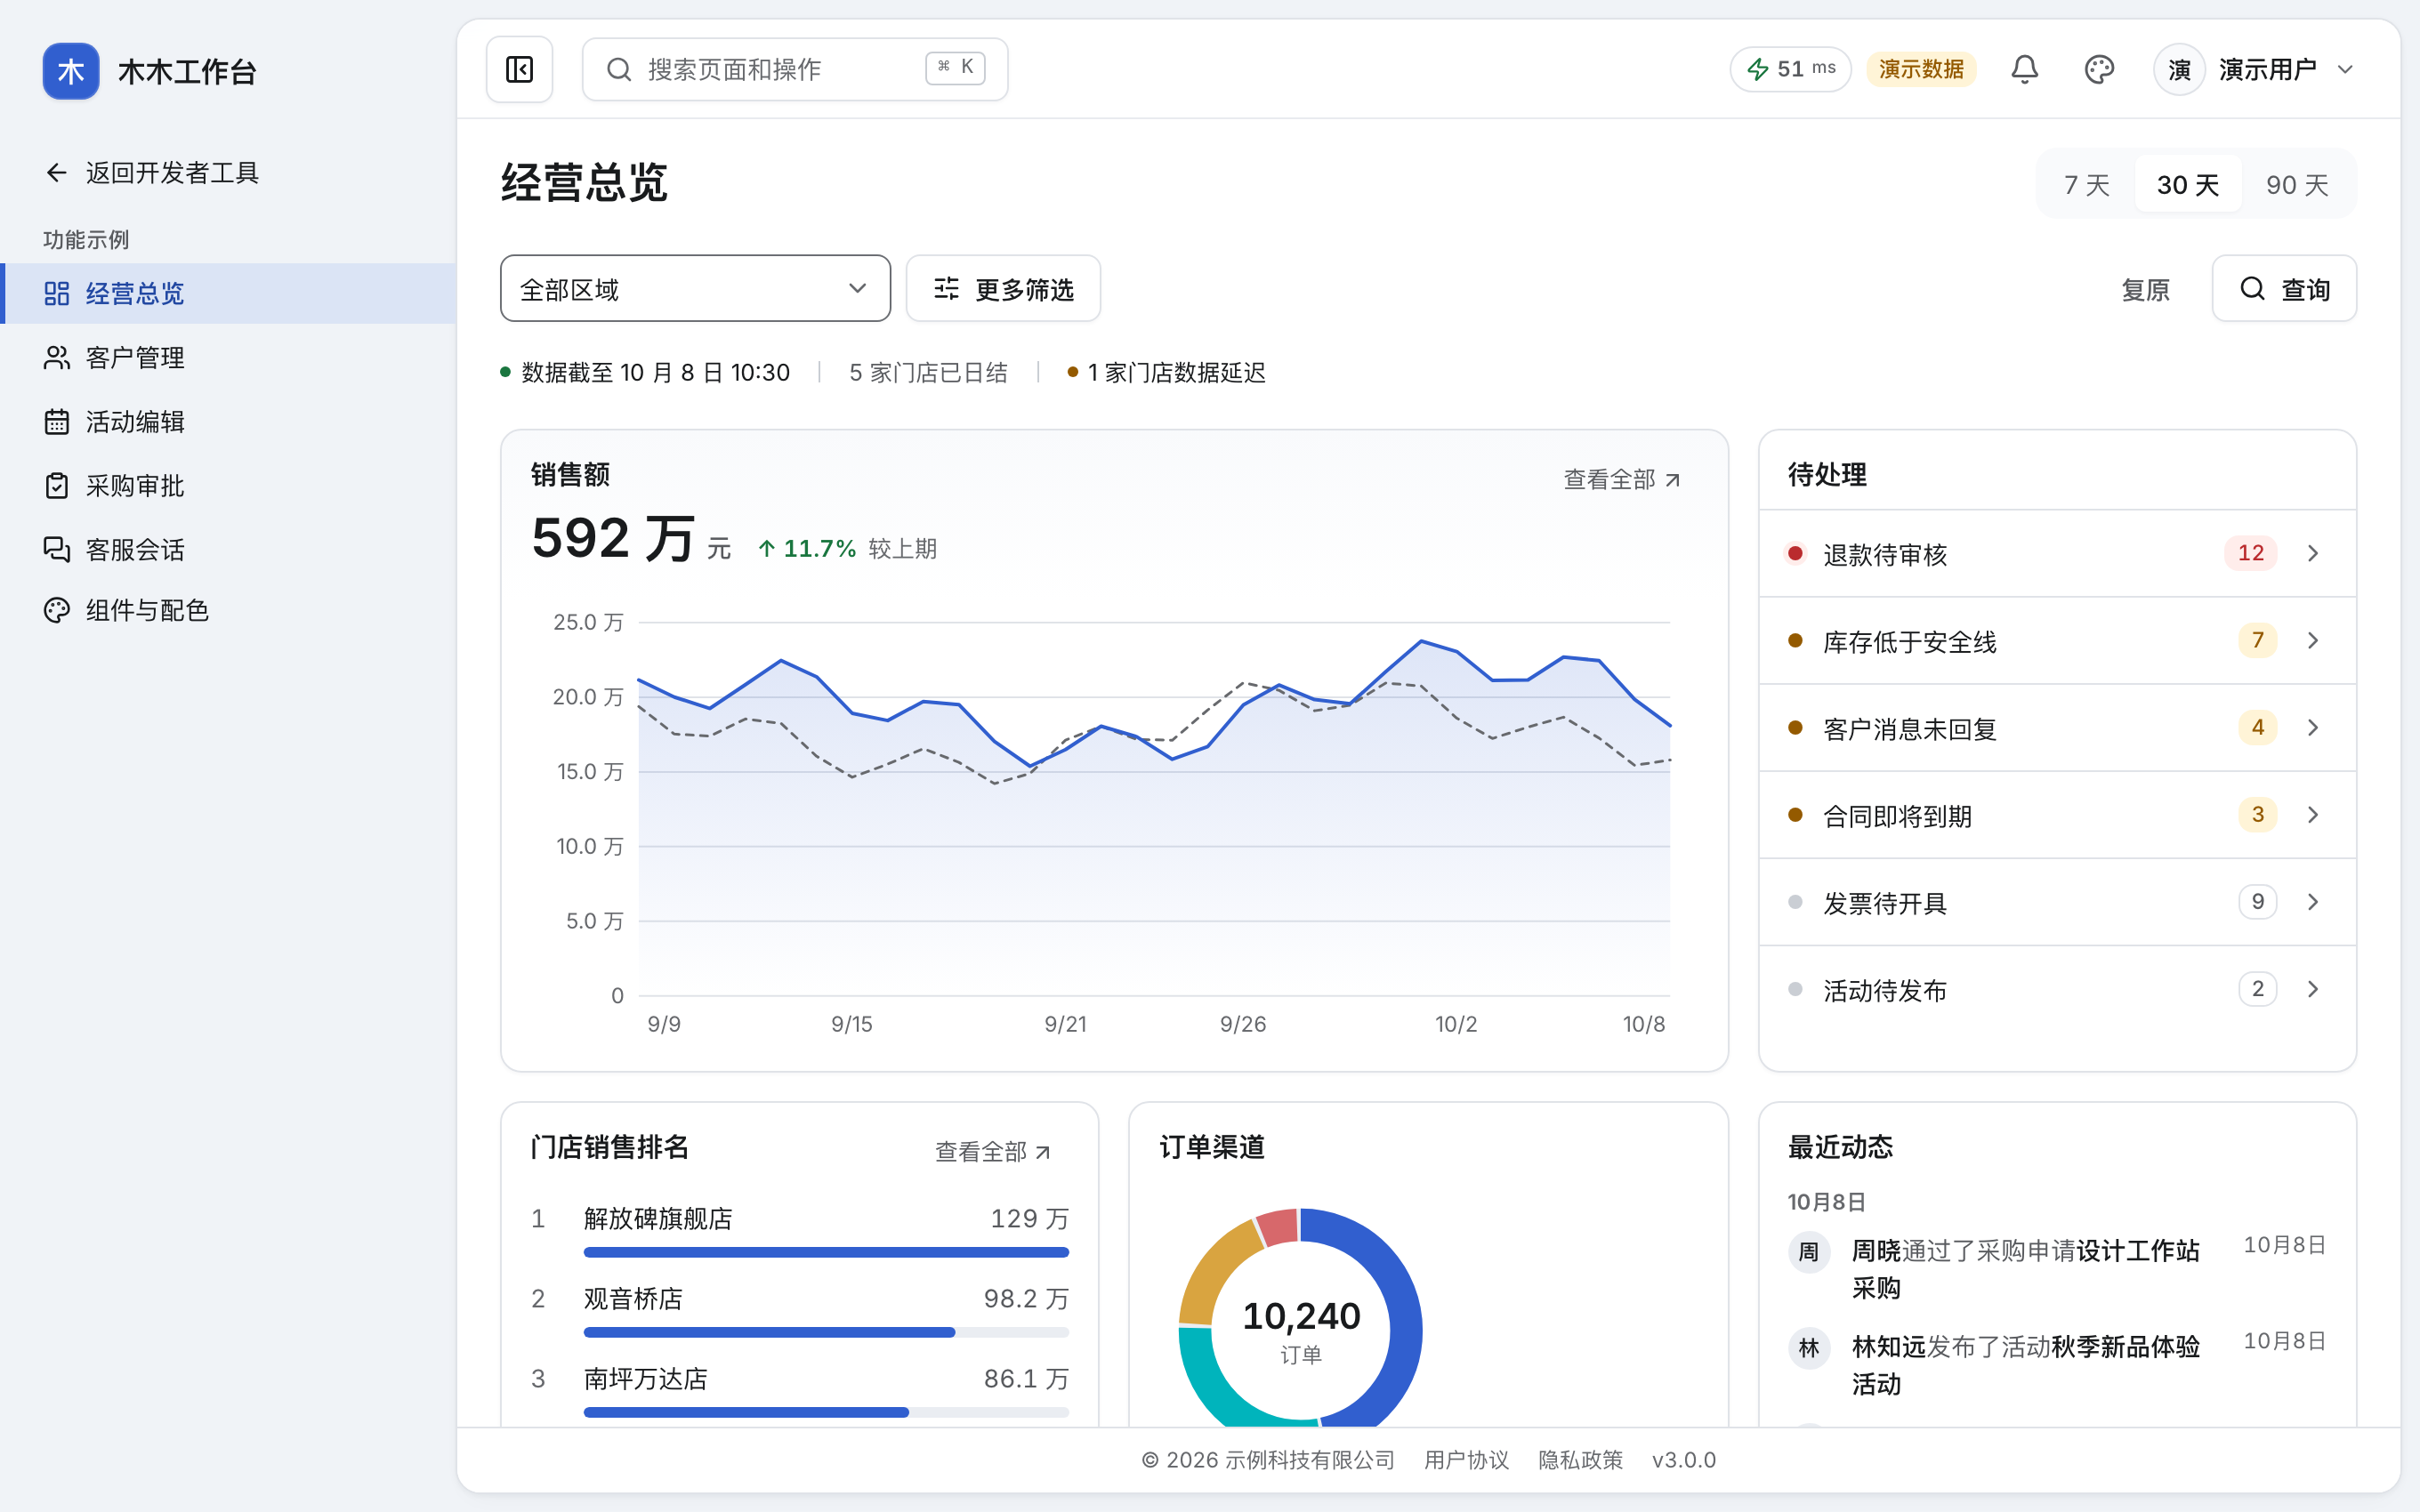 木 木木工作台
返回开发者工具
功能示例
经营总览
客户管理
活动编辑
采购审批
客服会话
组件与配色
搜索页面和操作 ⌘ K
51 ms 演示数据 演 演示用户
经营总览
7 天 30 天 90 天
全部区域 更多筛选 复原 查询
数据截至 10 月 8 日 10:30 5 家门店已日结 1 家门店数据延迟
销售额 查看全部
592 万 元 ↑ 11.7% 较上期
25.0 万
20.0 万
15.0 万
10.0 万
5.0 万
0
9/9 9/15 9/21 9/26 10/2 10/8
待处理
退款待审核 12
库存低于安全线 7
客户消息未回复 4
合同即将到期 3
发票待开具 9
活动待发布 2
门店销售排名 查看全部
1 解放碑旗舰店 129 万
2 观音桥店 98.2 万
3 南坪万达店 86.1 万
订单渠道
10,240
订单
最近动态
10月8日
周 周晓通过了采购申请设计工作站 10月8日
采购
林 林知远发布了活动秋季新品体验 10月8日
活动
© 2026 示例科技有限公司 用户协议 隐私政策 v3.0.0